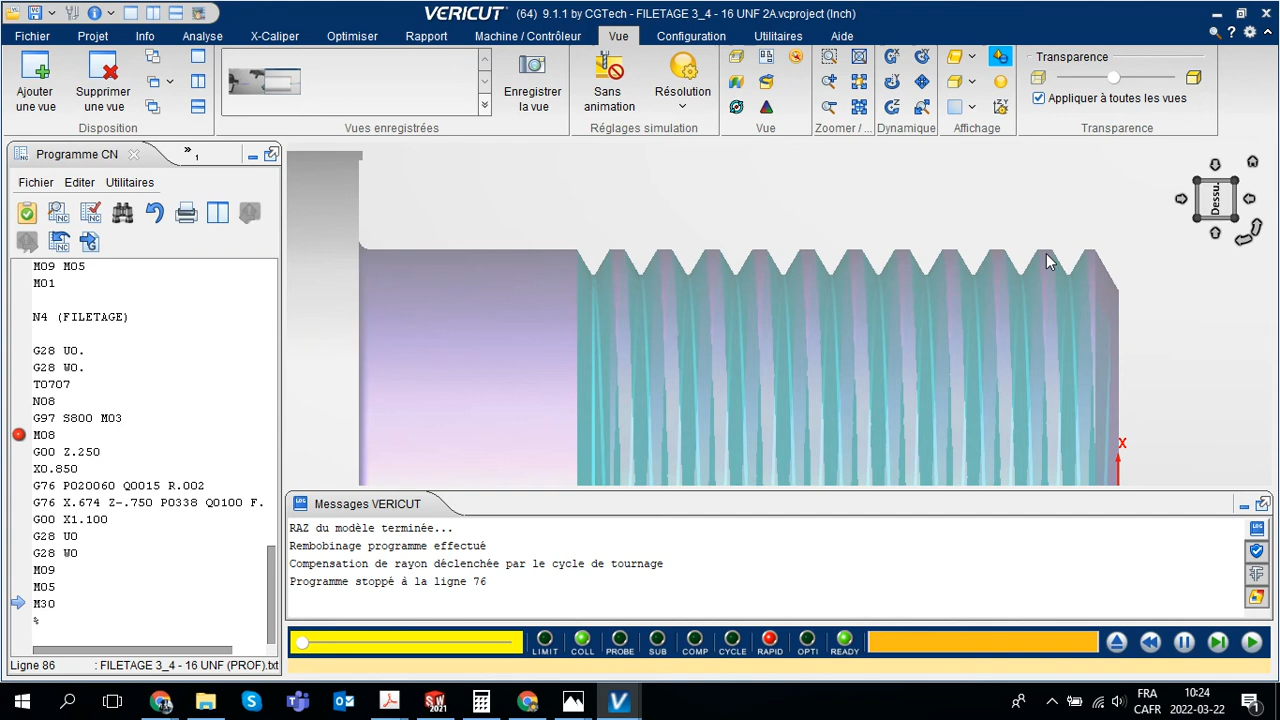 VERICUT (64) 9.1.1 by CGTech - FILETAGE 3_4 - 16 UNF 2A.vcproject (Inch)
Fichier Projet Info Analyse X-Caliper Optimiser Rapport Machine / Contrôleur Vue Configuration Utilitaires Aide
Ajouter
une vue
Supprimer
une vue
Disposition
Vues enregistrées
Enregistrer
la vue
Sans
animation
Résolution
Réglages simulation
Vue
Zoomer / ...
Dynamique
Affichage
Transparence
Appliquer à toutes les vues
Transparence
Programme CN
» 1
Fichier Editer Utilitaires
M09 M05
M01
N4 (FILETAGE)
G28 U0.
G28 W0.
T0707
N08
G97 S800 M03
M08
G00 Z.250
X0.850
G76 P020060 Q0015 R.002
G76 X.674 Z-.750 P0338 Q0100 F.
G00 X1.100
G28 U0
G28 W0
M09
M05
M30
%
Ligne 86 : FILETAGE 3_4 - 16 UNF (PROF).txt
Dessu.
X
Messages VERICUT
RAZ du modèle terminée...
Rembobinage programme effectué
Compensation de rayon déclenchée par le cycle de tournage
Programme stoppé à la ligne 76
LIMIT COLL PROBE SUB COMP CYCLE RAPID OPTI READY
FRA
CAFR
10:24
2022-03-22